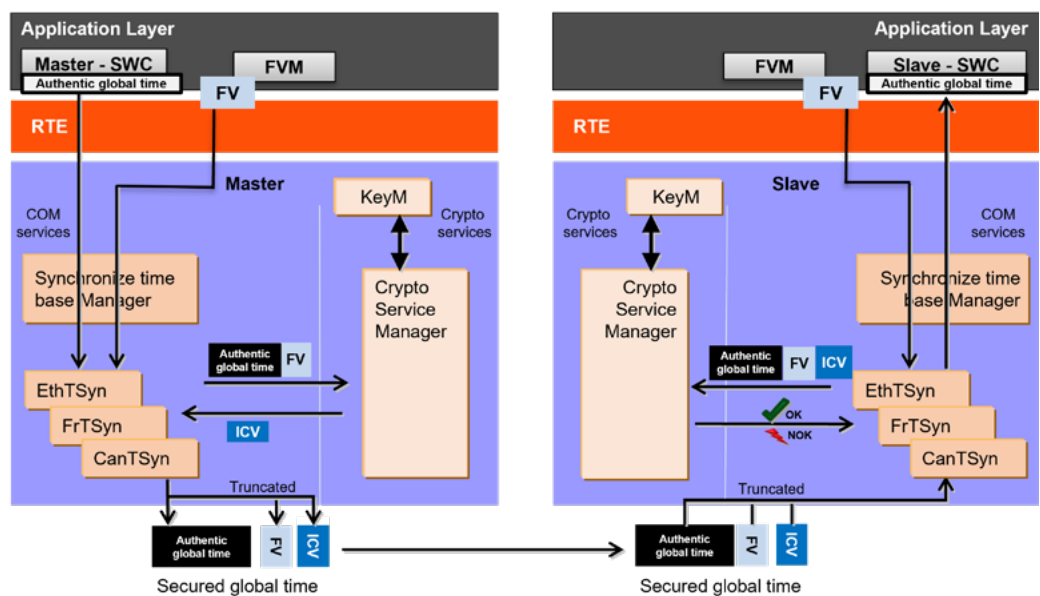 Application Layer
Master - SWC
Authentic global time
FVM
FV
RTE
Master
COM
services
KeyM
Crypto
services
Synchronize time
base Manager
Crypto
Service
Manager
Authentic
global time
FV
EthTSyn
FrTSyn
CanTSyn
ICV
Truncated
Authentic
global time
FV
ICV
Secured global time
Application Layer
FVM
Slave - SWC
Authentic global time
FV
RTE
Slave
Crypto
services
KeyM
COM
services
Crypto
Service
Manager
Synchronize time
base Manager
Authentic
global time
FV
ICV
OK
NOK
EthTSyn
FrTSyn
CanTSyn
Truncated
Authentic
global time
FV
ICV
Secured global time